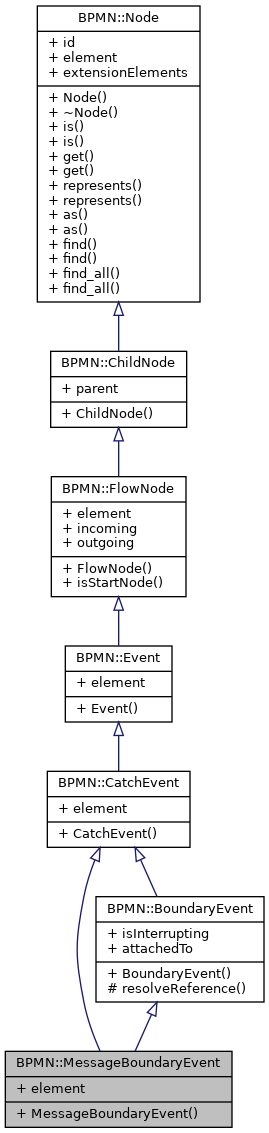 BPMN::Node
+ id
+ element
+ extensionElements
+ Node()
+ ~Node()
+ is()
+ is()
+ get()
+ get()
+ represents()
+ represents()
+ as()
+ as()
+ find()
+ find()
+ find_all()
+ find_all()
BPMN::ChildNode
+ parent
+ ChildNode()
BPMN::FlowNode
+ element
+ incoming
+ outgoing
+ FlowNode()
+ isStartNode()
BPMN::Event
+ element
+ Event()
BPMN::CatchEvent
+ element
+ CatchEvent()
BPMN::BoundaryEvent
+ isInterrupting
+ attachedTo
+ BoundaryEvent()
# resolveReference()
BPMN::MessageBoundaryEvent
+ element
+ MessageBoundaryEvent()